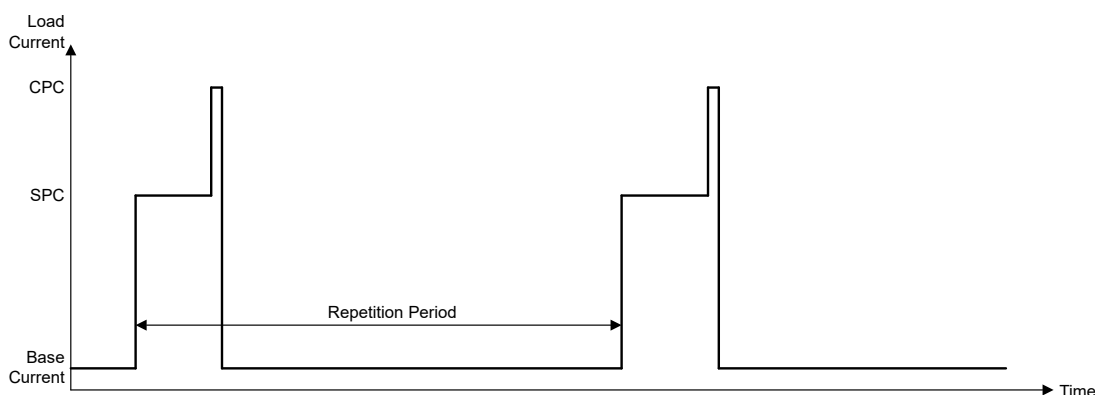 Load
Current
CPC
SPC
Repetition Period
Base
Current
Time